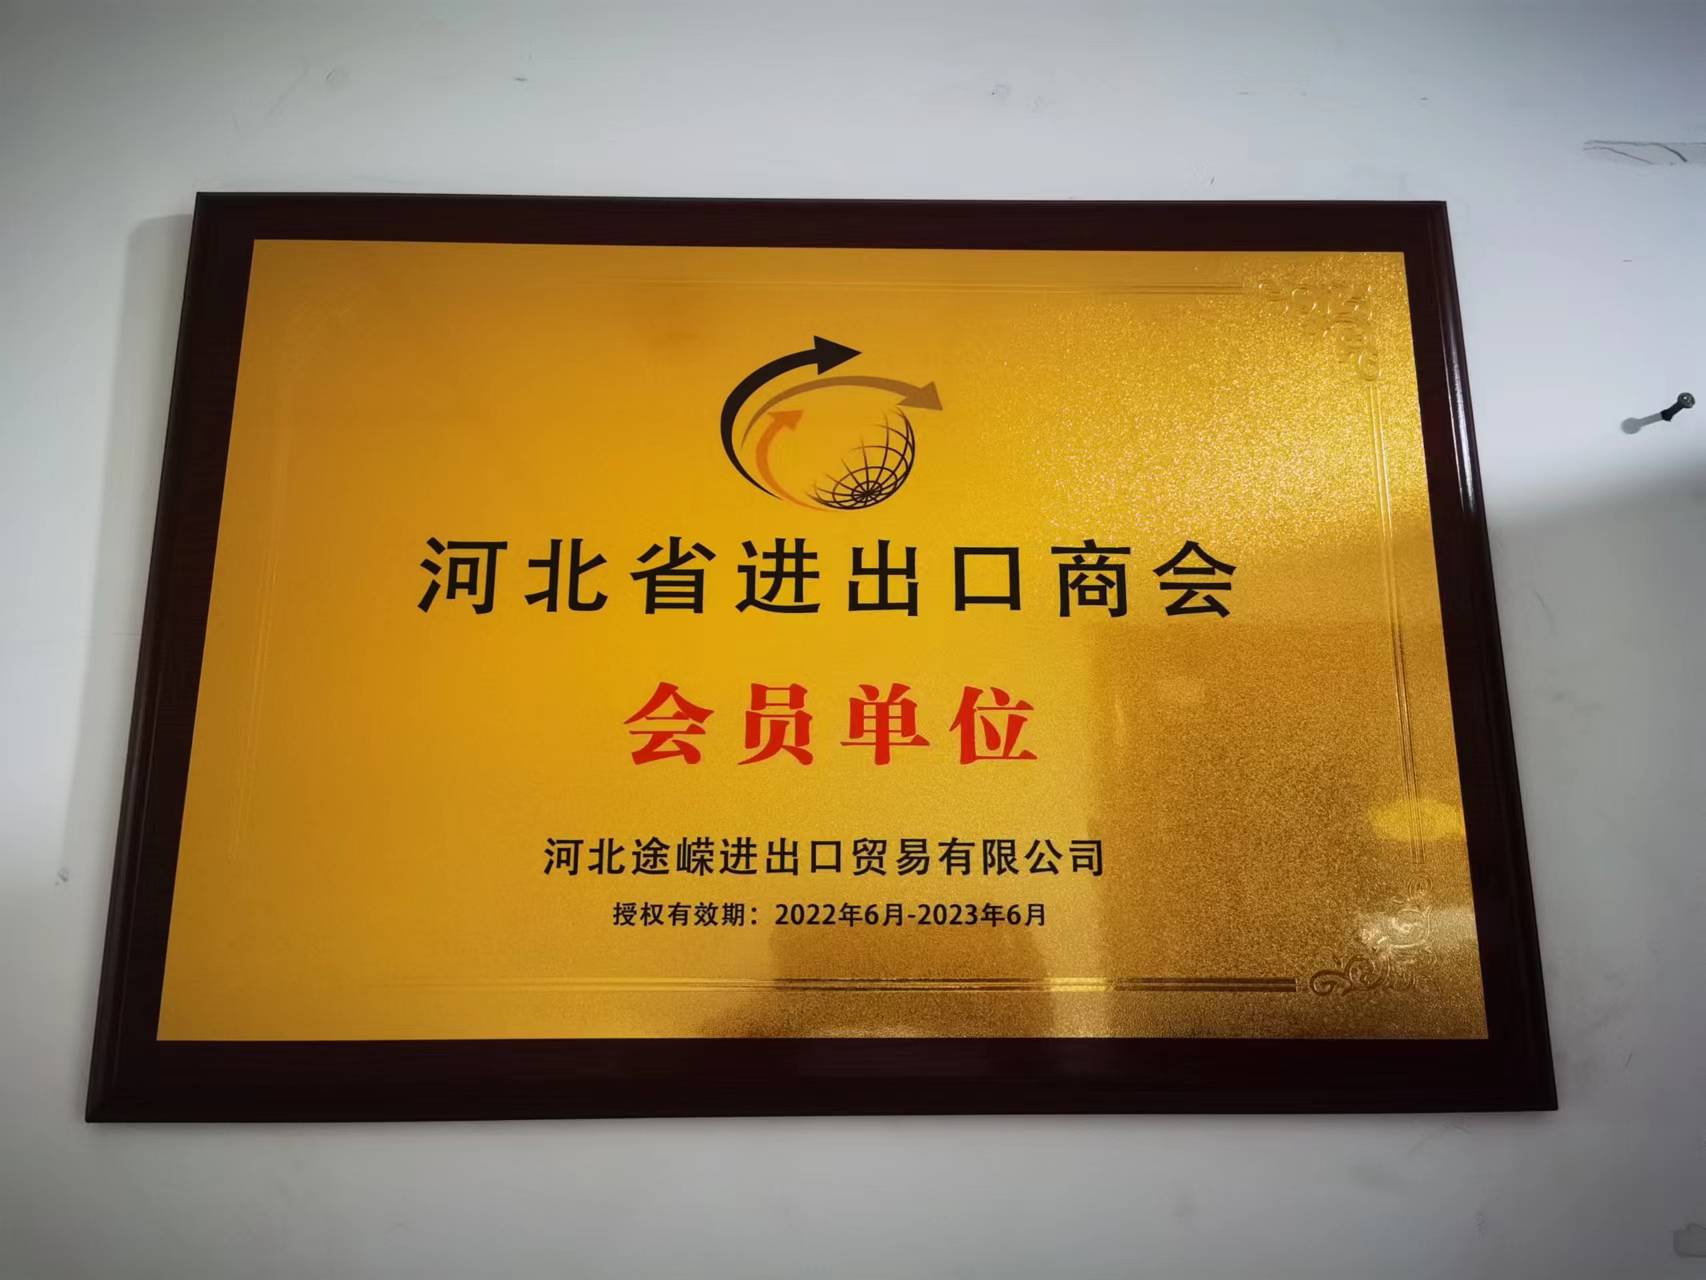 河北省进出口商会
会员单位
河北途嵘进出口贸易有限公司
授权有效期：2022年6月-2023年6月